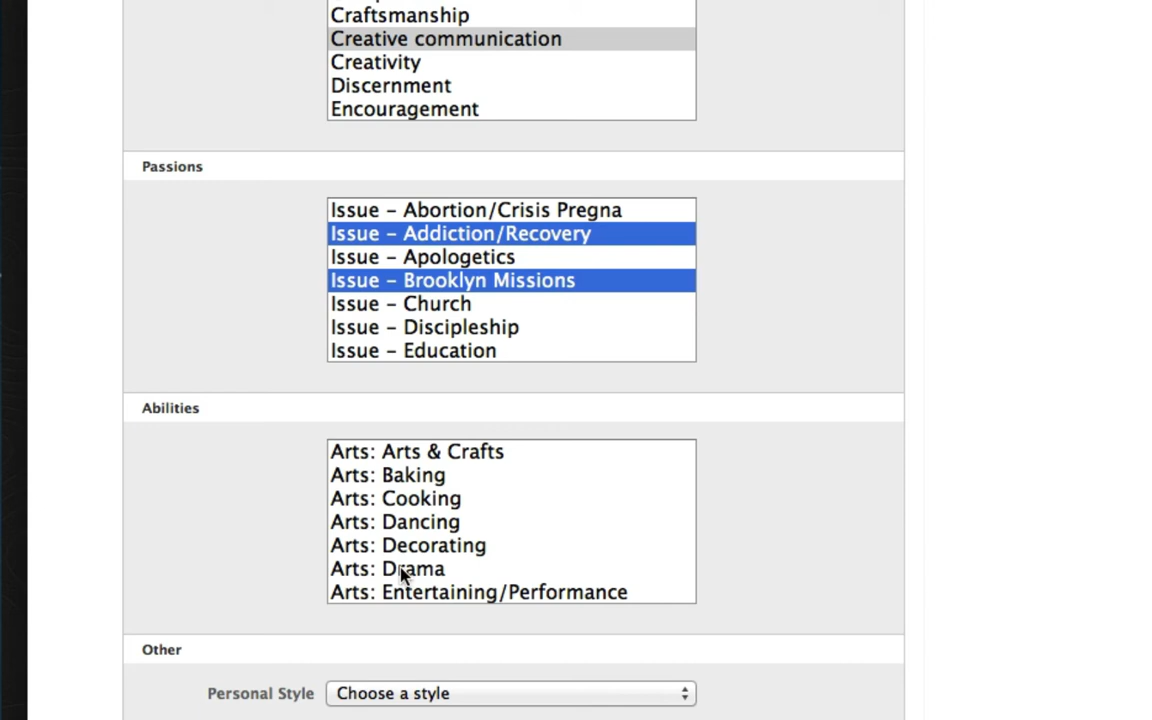 Craftsmanship
Creative communication
Creativity
Discernment
Encouragement
Passions
Issue – Abortion/Crisis Pregna
Issue – Addiction/Recovery
Issue – Apologetics
Issue – Brooklyn Missions
Issue – Church
Issue – Discipleship
Issue – Education
Abilities
Arts: Arts & Crafts
Arts: Baking
Arts: Cooking
Arts: Dancing
Arts: Decorating
Arts: Drama
Arts: Entertaining/Performance
Other
Personal Style Choose a style